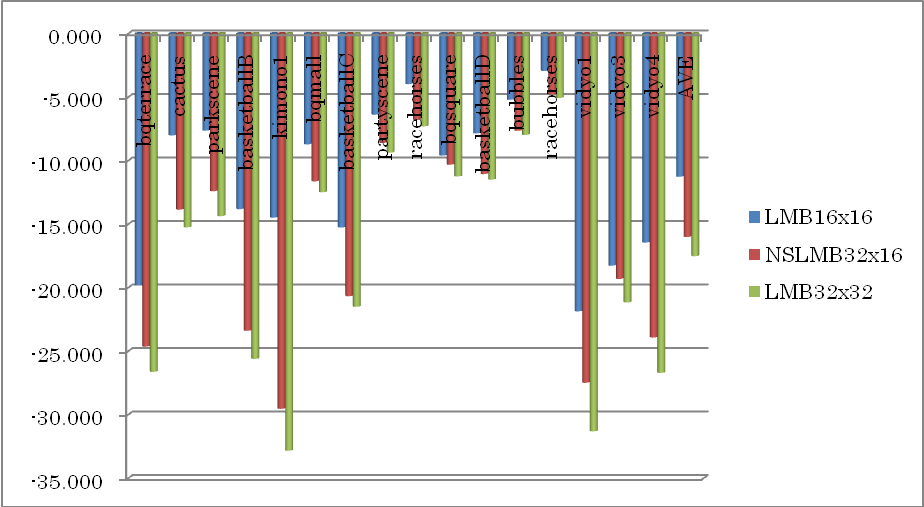 0.000
-5.000
-10.000
-15.000
-20.000
-25.000
-30.000
-35.000
bqterrace
cactus
parkscene
basketballB
kimono1
bqmall
basketballC
partyscene
racehorses
bqsquare
basketballD
bubbles
racehorses
vidyo1
vidyo3
vidyo4
AVE
LMB16x16
NSLMB32x16
LMB32x32